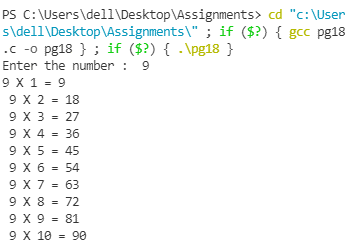 PS C:\Users\dell\Desktop\Assignments> cd "c:\User
s\dell\Desktop\Assignments\" ; if ($?) { gcc pg18
.c -o pg18 } ; if ($?) { .\pg18 }
Enter the number :  9
9 X 1 = 9
 9 X 2 = 18
 9 X 3 = 27
 9 X 4 = 36
 9 X 5 = 45
 9 X 6 = 54
 9 X 7 = 63
 9 X 8 = 72
 9 X 9 = 81
 9 X 10 = 90